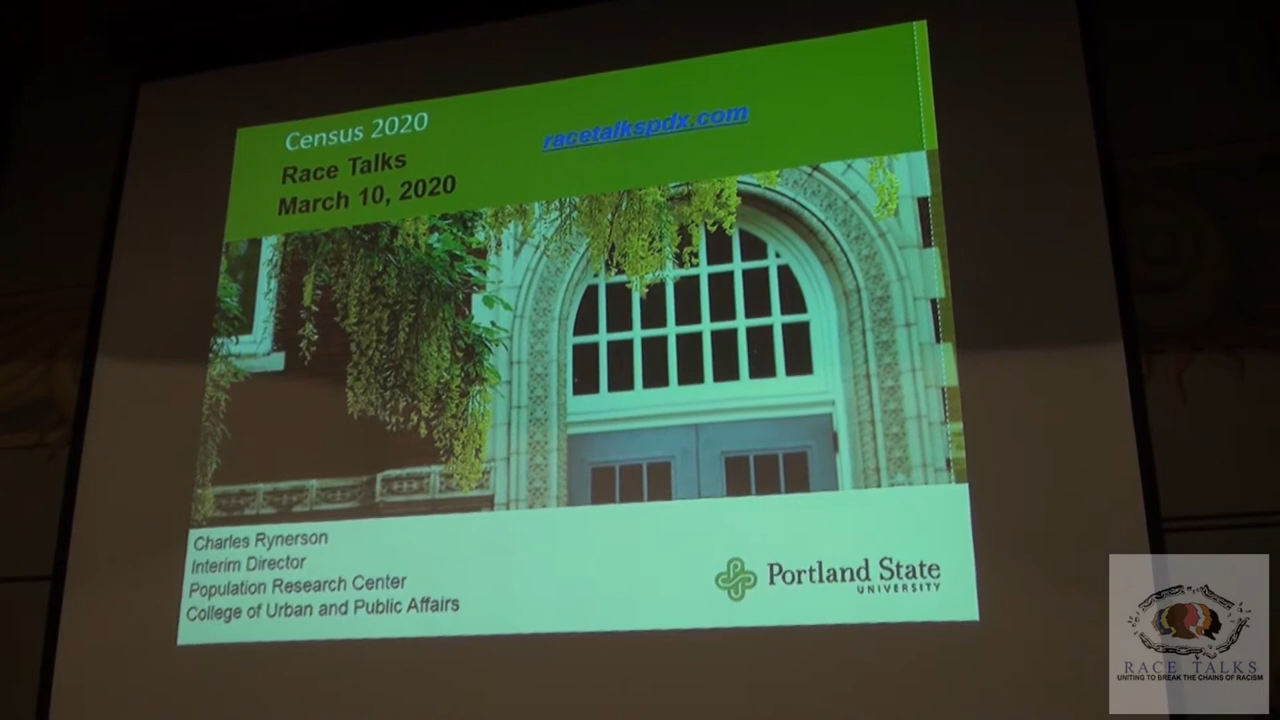 Census 2020
Race Talks
March 10, 2020
racetalkspdx.com
Charles Rynerson
Interim Director
Population Research Center
College of Urban and Public Affairs
Portland State
UNIVERSITY
RACE TALKS
UNITING TO BREAK THE CHAINS OF RACISM